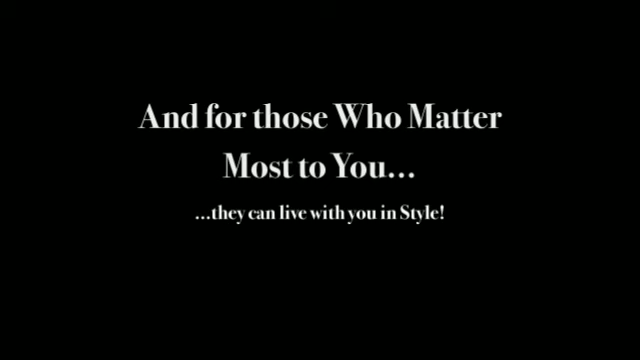 And for those Who Matter
Most to You...
...they can live with you in Style!